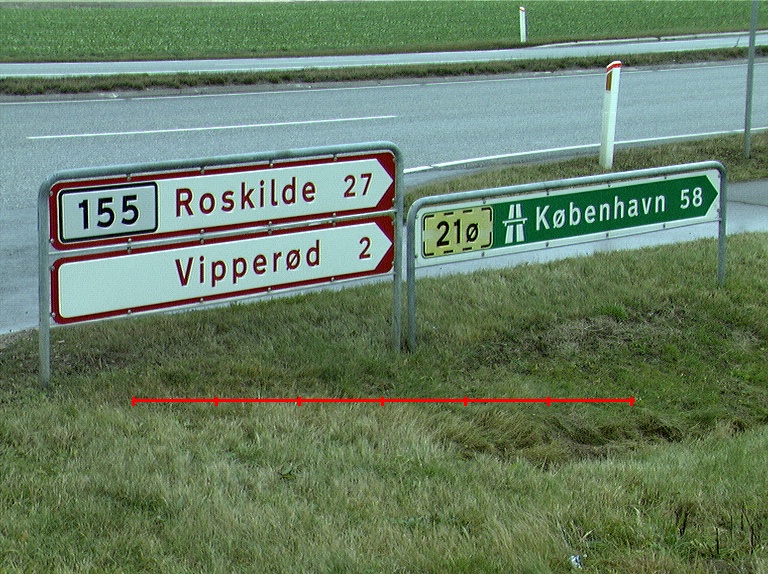 155 Roskilde 27
Vipperød 2
21ø København 58